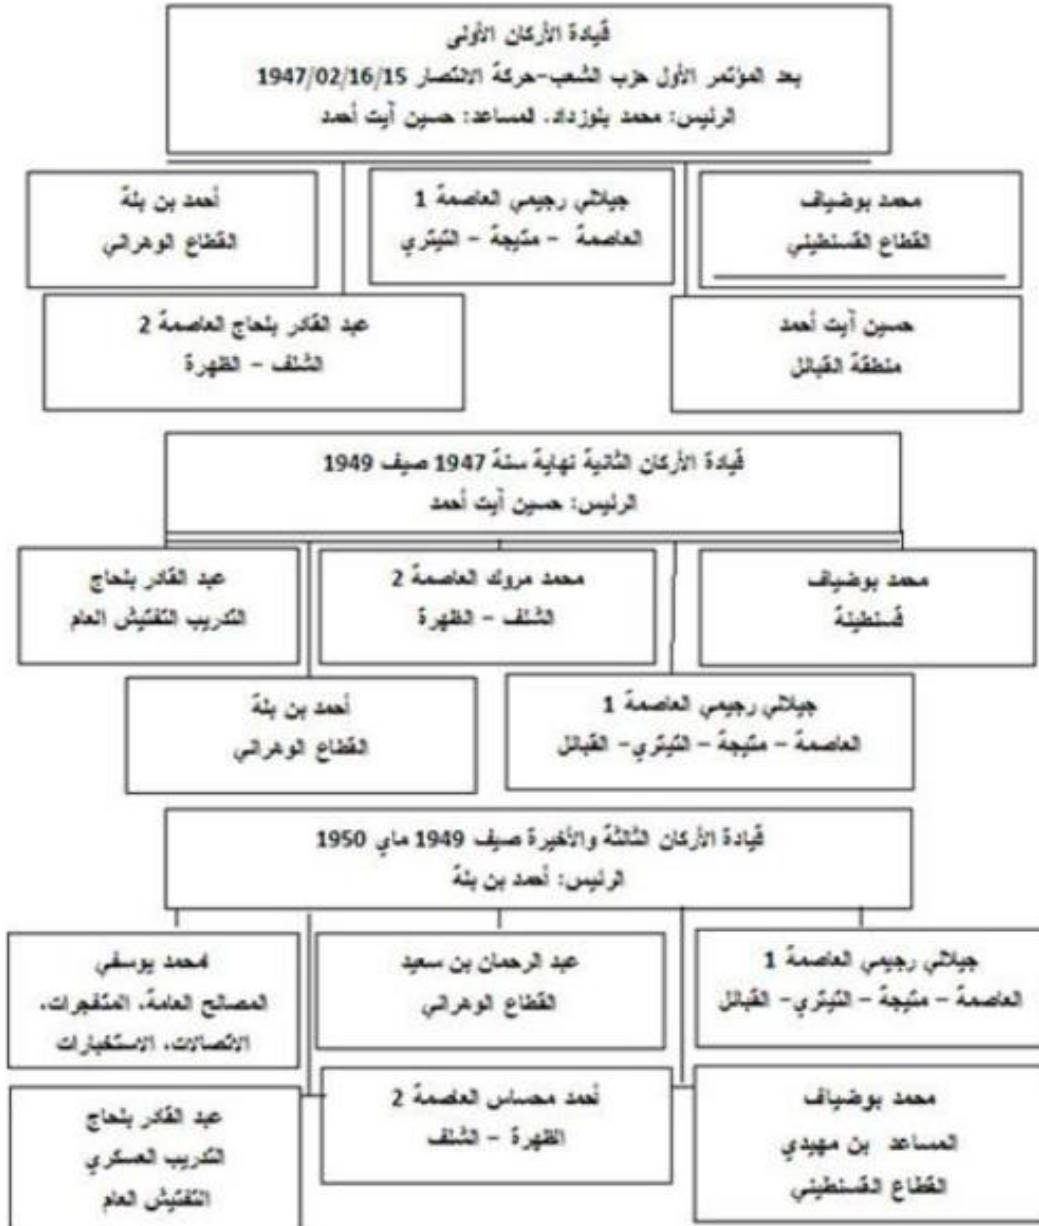 قيادة الأركان الأولى
بعد المؤتمر الأول حزب الشعب-حركة الانتصار 1947/02/16/15
الرئيس: محمد بلوزداد. المساعد: حسين آيت أحمد
محمد بوضياف
القطاع القسنطيني
جيلالي رجيمي العاصمة 1
العاصمة - متيجة - التيتري
أحمد بن بلة
القطاع الوهراني
حسين آيت أحمد
منطقة القبائل
عبد القادر بلحاج العاصمة 2
الشلف - الظهرة
قيادة الأركان الثانية نهاية سنة 1947 صيف 1949
الرئيس: حسين آيت أحمد
محمد بوضياف
قسنطينة
محمد مروك العاصمة 2
الشلف - الظهرة
عبد القادر بلحاج
التدريب التفتيش العام
جيلالي رجيمي العاصمة 1
العاصمة - متيجة - التيتري- القبائل
أحمد بن بلة
القطاع الوهراني
قيادة الأركان الثالثة والأخيرة صيف 1949 ماي 1950
الرئيس: أحمد بن بلة
جيلالي رجيمي العاصمة 1
العاصمة - متيجة - التيتري- القبائل
عبد الرحمان بن سعيد
القطاع الوهراني
محمد يوسفي
المصالح العامة، المتفجرات،
الاتصالات، الاستخبارات
محمد بوضياف
المساعد بن مهيدي
القطاع القسنطيني
أحمد محساس العاصمة 2
الظهرة - الشلف
عبد القادر بلحاج
التدريب العسكري
التفتيش العام